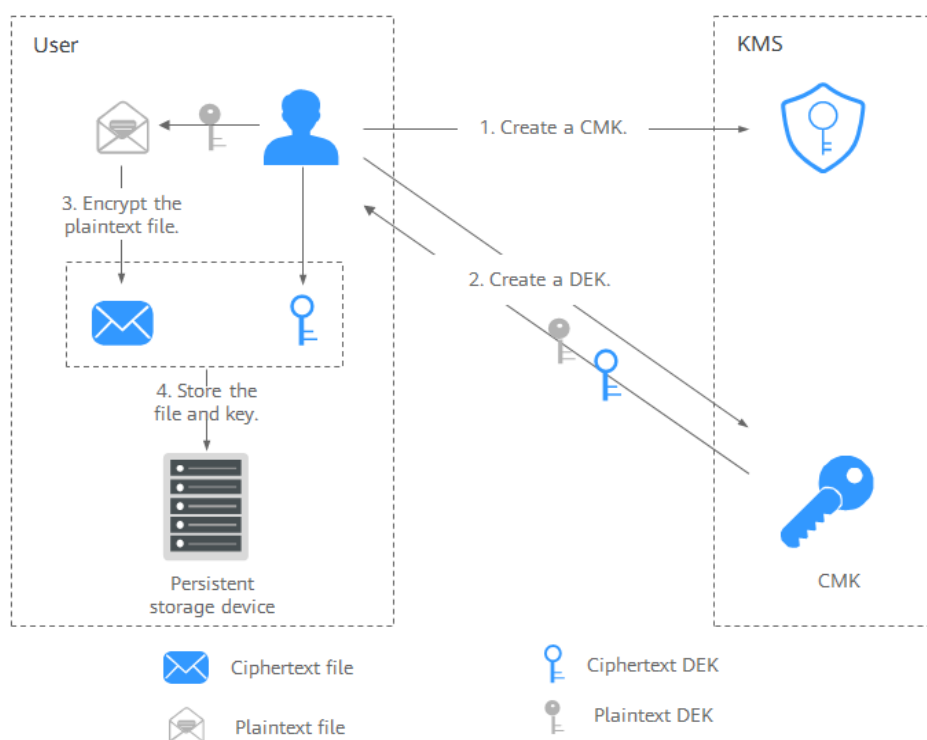 User
KMS
1. Create a CMK.
3. Encrypt the
plaintext file.
2. Create a DEK.
4. Store the
file and key.
Persistent
storage device
CMK
Ciphertext file
Ciphertext DEK
Plaintext file
Plaintext DEK